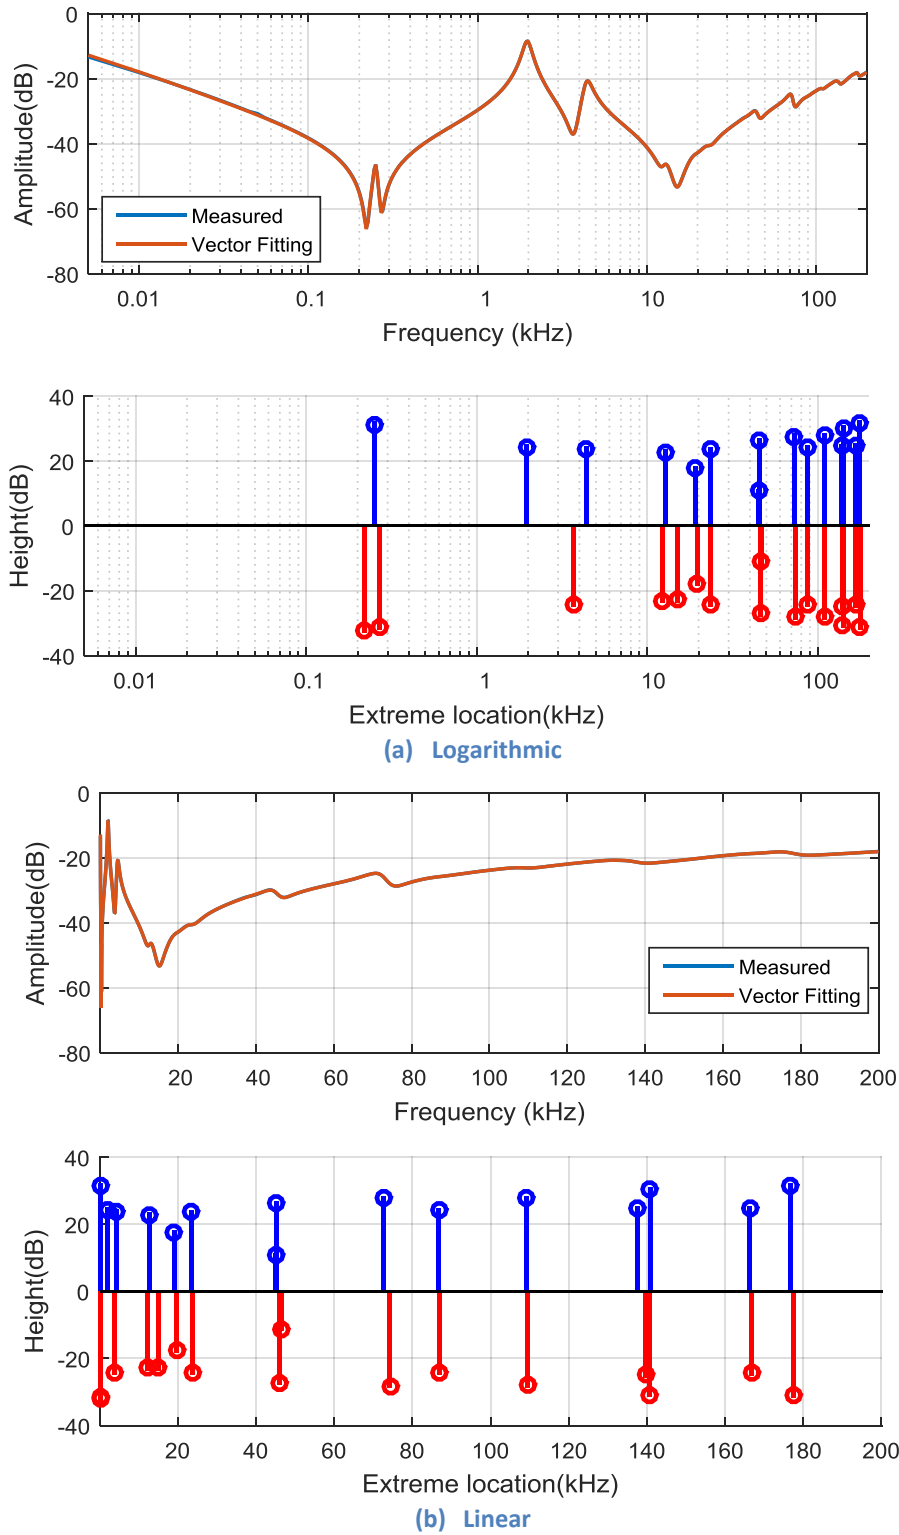 0
-20
-40
-60
-80
Amplitude(dB)
Measured
Vector Fitting
0.01 0.1 1 10 100
Frequency (kHz)
40
20
0
-20
-40
Height(dB)
0.01 0.1 1 10 100
Extreme location(kHz)
(a) Logarithmic
0
-20
-40
-60
-80
Amplitude(dB)
Measured
Vector Fitting
20 40 60 80 100 120 140 160 180 200
Frequency (kHz)
40
20
0
-20
-40
Height(dB)
20 40 60 80 100 120 140 160 180 200
Extreme location(kHz)
(b) Linear